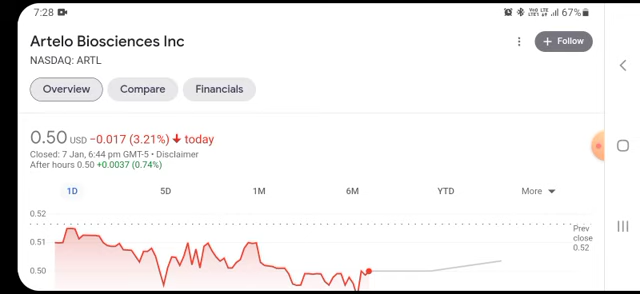 7:28
67%
Artelo Biosciences Inc
+ Follow
NASDAQ: ARTL
Overview
Compare
Financials
0.50 USD −0.017 (3.21%) ↓ today
Closed: 7 Jan, 6:44 pm GMT-5 • Disclaimer
After hours 0.50 +0.0037 (0.74%)
1D 5D 1M 6M YTD More
0.52
Prev
close
0.52
0.51
0.50